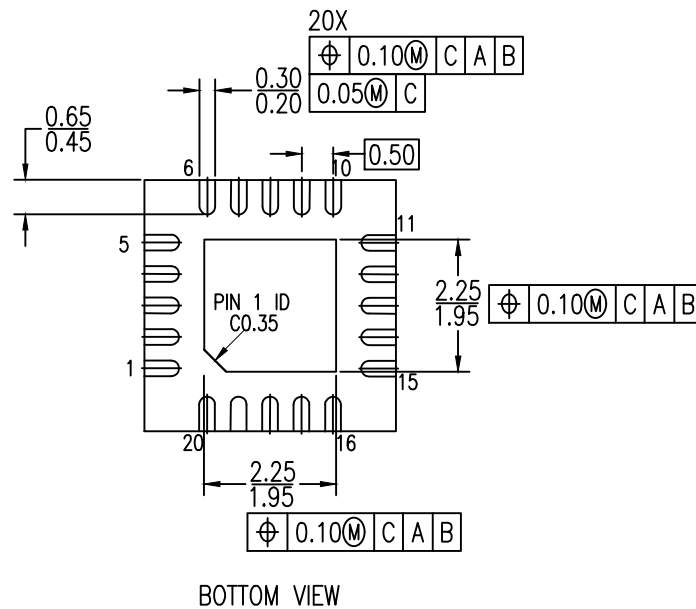 20X
⌖ 0.10Ⓜ C A B
0.30
0.20
0.05Ⓜ C
0.65
0.45
6
10
0.50
5
11
PIN 1 ID
C0.35
2.25
1.95
⌖ 0.10Ⓜ C A B
1
15
20
16
2.25
1.95
⌖ 0.10Ⓜ C A B
BOTTOM VIEW